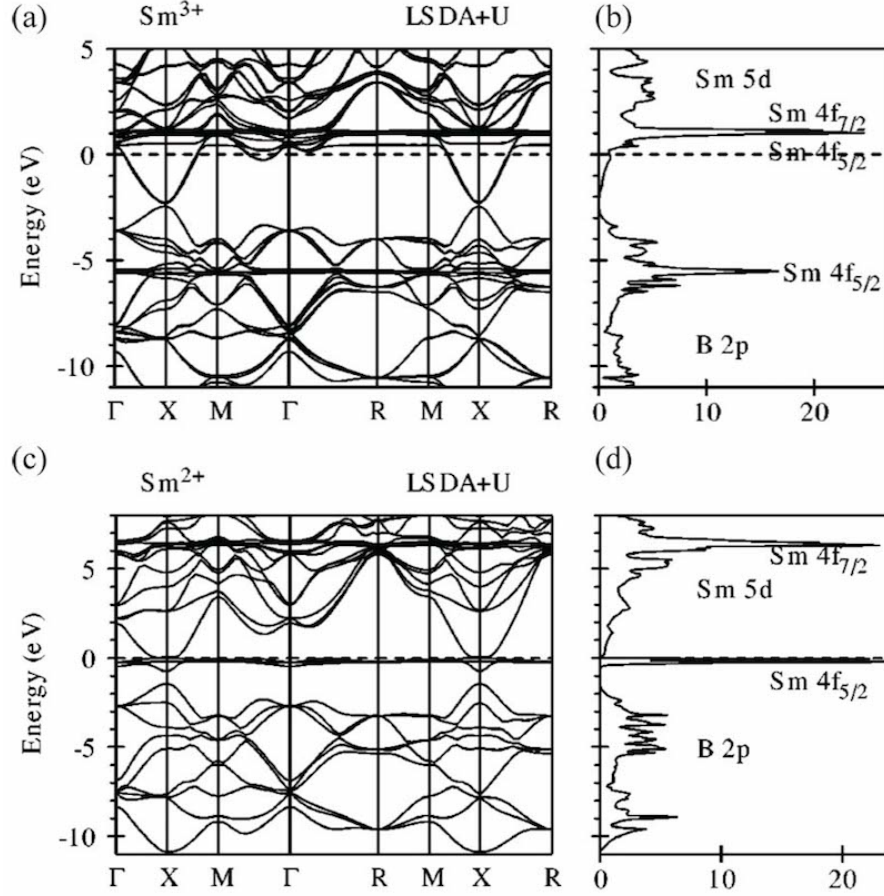 (a) Sm3+ LSDA+U (b)
5
0
-5
-10
Energy (eV)
Γ X M Γ R M X R
Sm 5d
Sm 4f7/2
Sm 4f5/2
Sm 4f5/2
B 2p
0 10 20
(c) Sm2+ LSDA+U (d)
5
0
-5
-10
Energy (eV)
Γ X M Γ R M X R
Sm 4f7/2
Sm 5d
Sm 4f5/2
B 2p
0 10 20